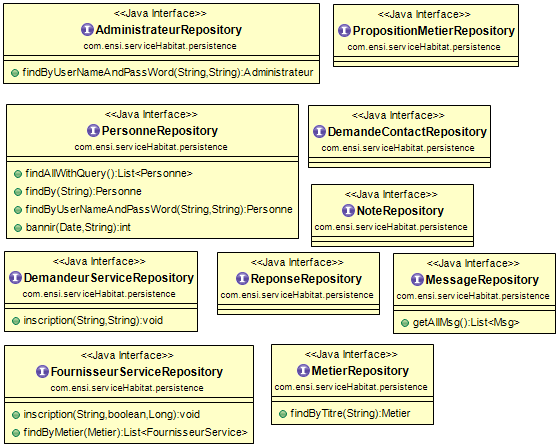 <<Java Interface>>
AdministrateurRepository
com.ensi.serviceHabitat.persistence
findByUserNameAndPassWord(String,String):Administrateur
<<Java Interface>>
PropositionMetierRepository
com.ensi.serviceHabitat.persistence
<<Java Interface>>
PersonneRepository
com.ensi.serviceHabitat.persistence
findAllWithQuery():List<Personne>
findBy(String):Personne
findByUserNameAndPassWord(String,String):Personne
bannir(Date,String):int
<<Java Interface>>
DemandeContactRepository
com.ensi.serviceHabitat.persistence
<<Java Interface>>
NoteRepository
com.ensi.serviceHabitat.persistence
<<Java Interface>>
DemandeurServiceRepository
com.ensi.serviceHabitat.persistence
inscription(String,String):void
<<Java Interface>>
ReponseRepository
com.ensi.serviceHabitat.persistence
<<Java Interface>>
MessageRepository
com.ensi.serviceHabitat.persistence
getAllMsg():List<Msg>
<<Java Interface>>
FournisseurServiceRepository
com.ensi.serviceHabitat.persistence
inscription(String,boolean,Long):void
findByMetier(Metier):List<FournisseurService>
<<Java Interface>>
MetierRepository
com.ensi.serviceHabitat.persistence
findByTitre(String):Metier